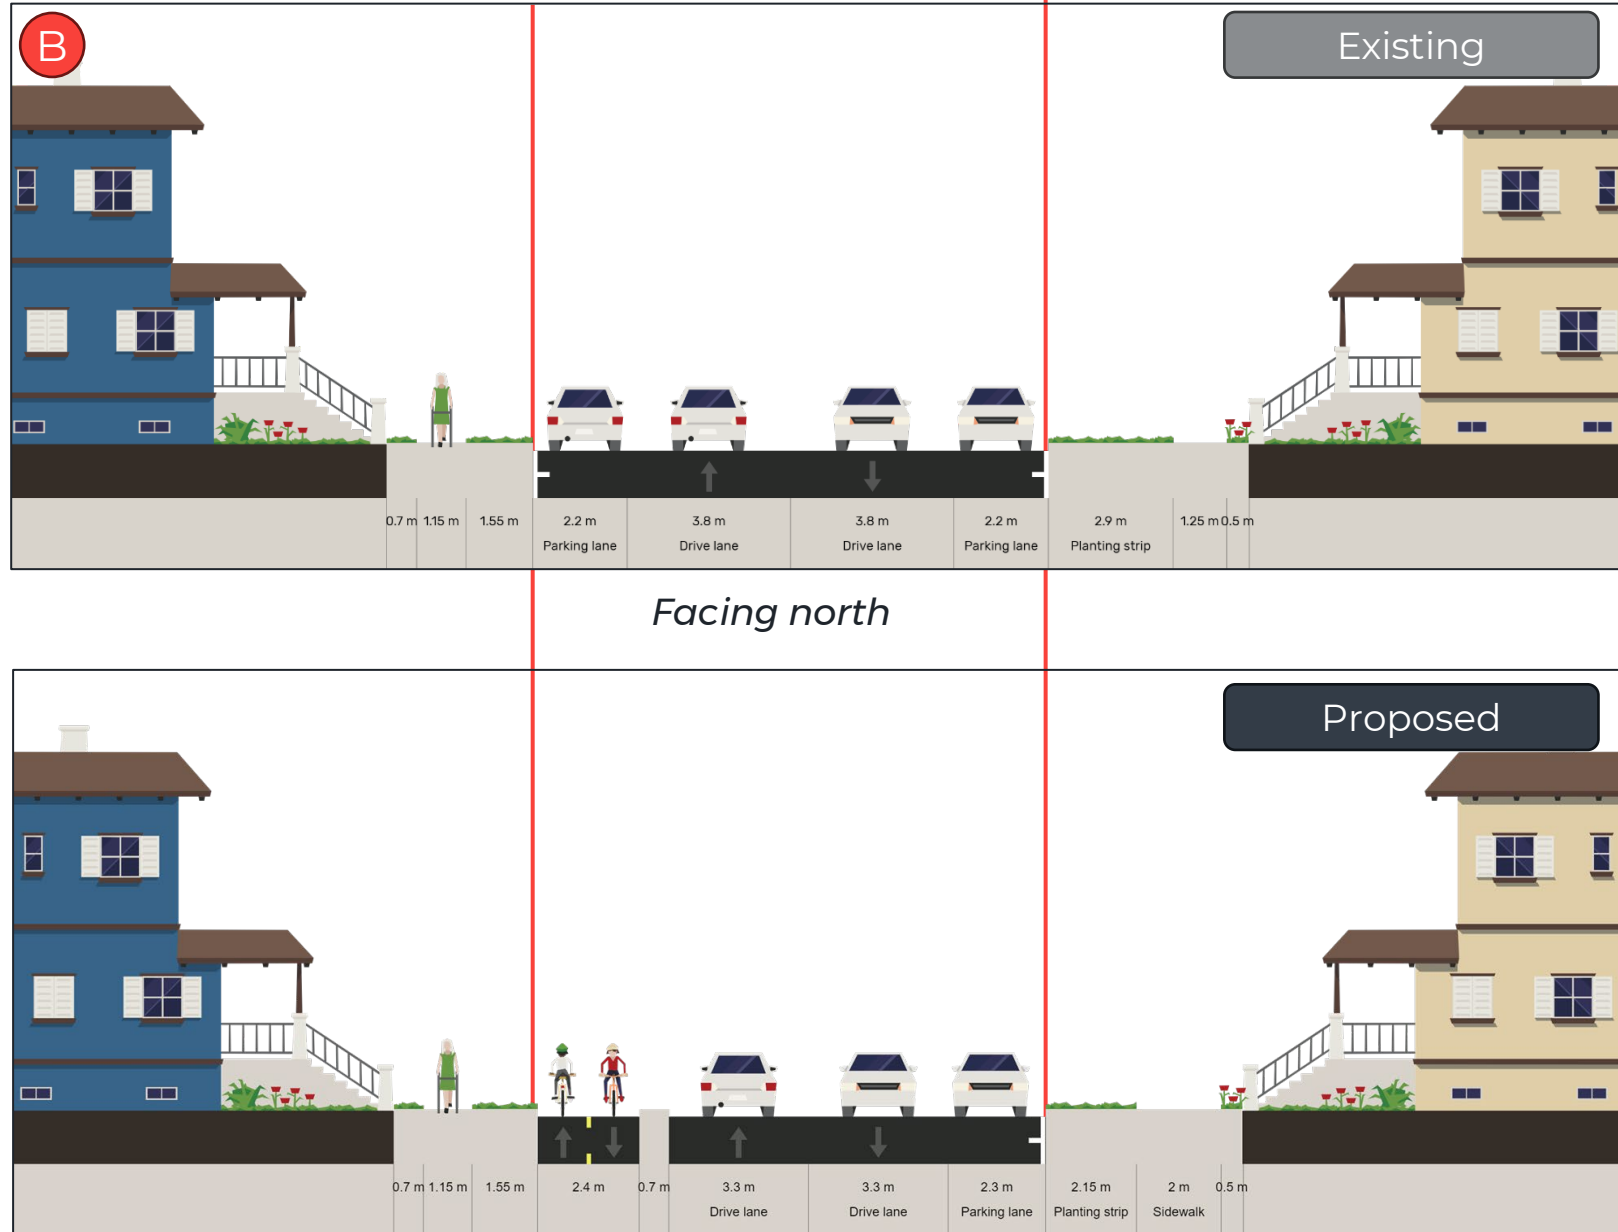 B
Existing
0.7 m 1.15 m 1.55 m 2.2 m 3.8 m 3.8 m 2.2 m 2.9 m 1.25 m 0.5 m
Parking lane Drive lane Drive lane Parking lane Planting strip
Facing north
Proposed
0.7 m 1.15 m 1.55 m 2.4 m 0.7 m 3.3 m 3.3 m 2.3 m 2.15 m 2 m 0.5 m
Drive lane Drive lane Parking lane Planting strip Sidewalk